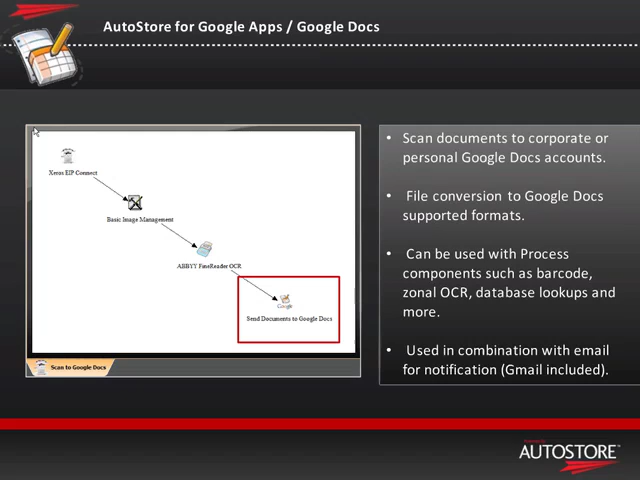 AutoStore for Google Apps / Google Docs
Xerox EIP Connect
Basic Image Management
ABBYY FineReader OCR
Google
Send Documents to Google Docs
Scan to Google Docs
• Scan documents to corporate or
personal Google Docs accounts.
• File conversion to Google Docs
supported formats.
• Can be used with Process
components such as barcode,
zonal OCR, database lookups and
more.
• Used in combination with email
for notification (Gmail included).
AUTOSTORE